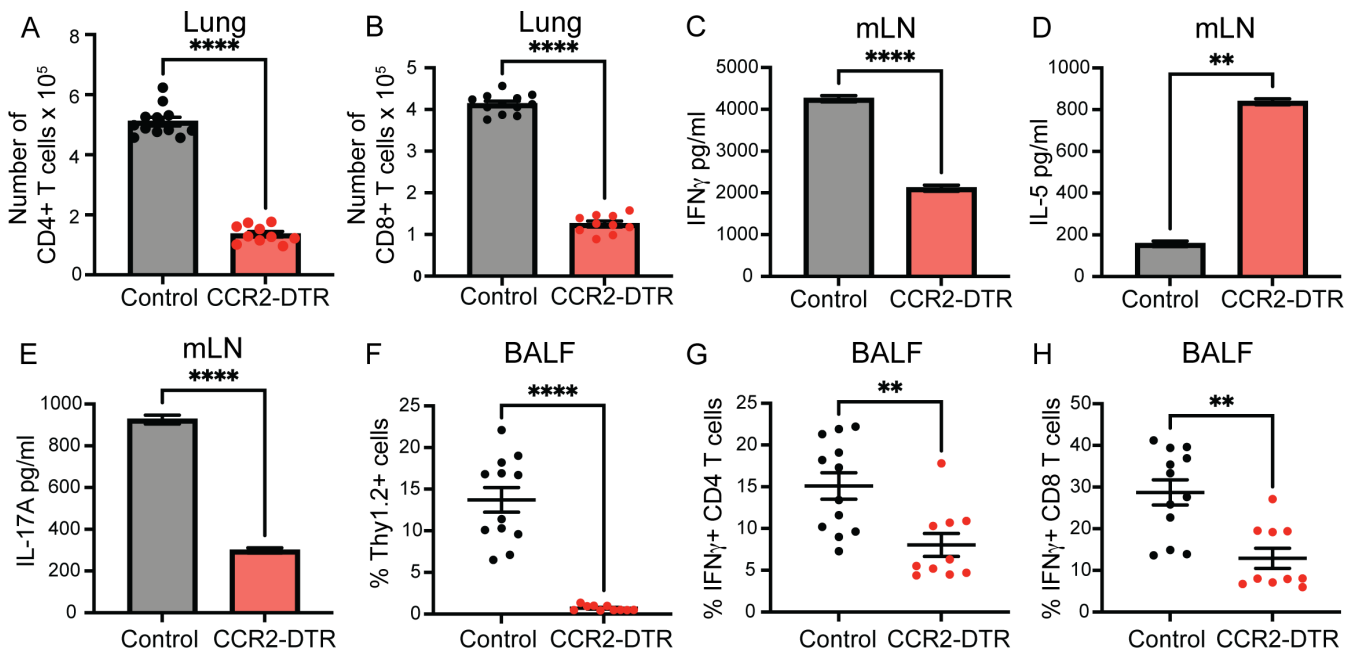 A
Lung
****
Number of
CD4+ T cells x 10⁵
8
6
4
2
0
Control
CCR2-DTR
B
Lung
****
Number of
CD8+ T cells x 10⁵
5
4
3
2
1
0
Control
CCR2-DTR
C
mLN
****
IFNγ pg/ml
5000
4000
3000
2000
1000
0
Control
CCR2-DTR
D
mLN
**
IL-5 pg/ml
1000
800
600
400
200
0
Control
CCR2-DTR
E
mLN
****
IL-17A pg/ml
1000
800
600
400
200
0
Control
CCR2-DTR
F
BALF
****
% Thy1.2+ cells
25
20
15
10
5
0
Control
CCR2-DTR
G
BALF
**
% IFNγ+ CD4 T cells
25
20
15
10
5
0
Control
CCR2-DTR
H
BALF
**
% IFNγ+ CD8 T cells
50
40
30
20
10
0
Control
CCR2-DTR